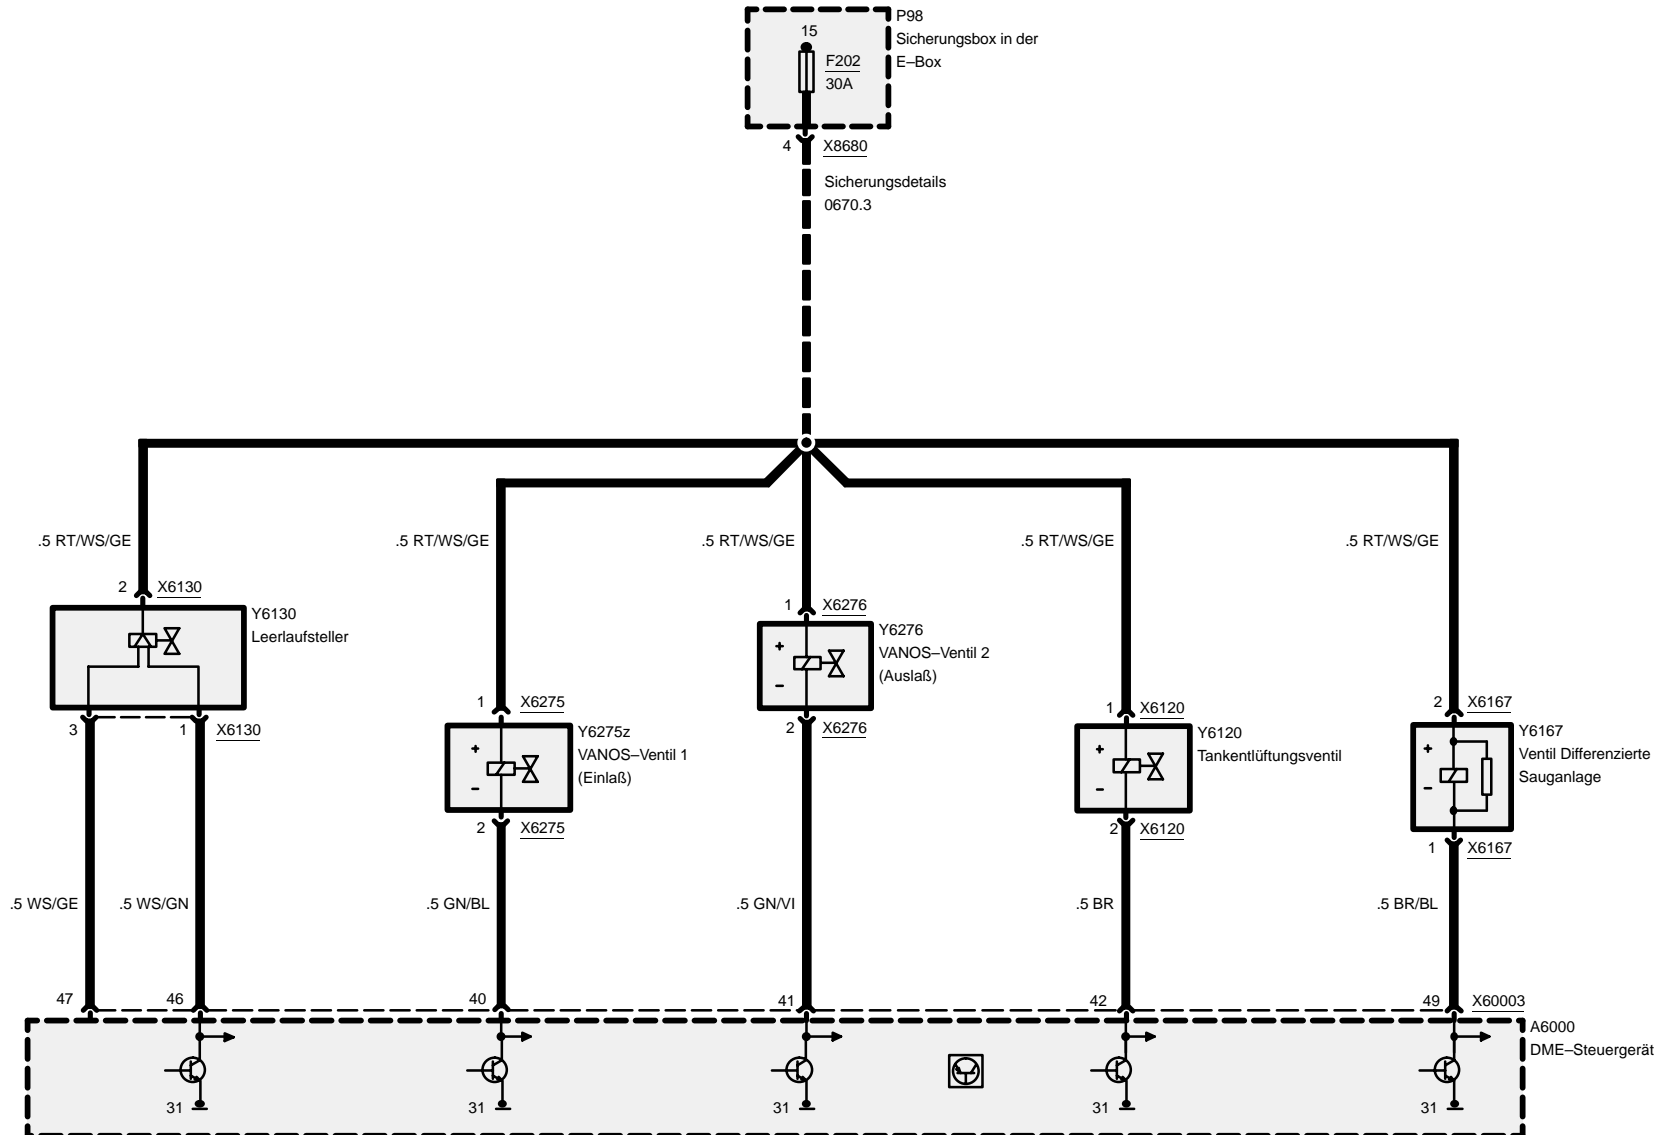 P98
15
Sicherungsbox in der
F202
E–Box
30A
4 X8680
Sicherungsdetails
0670.3
.5 RT/WS/GE .5 RT/WS/GE .5 RT/WS/GE .5 RT/WS/GE .5 RT/WS/GE
2 X6130
Y6130
Leerlaufsteller
3 1 X6130
1 X6276
Y6276
VANOS–Ventil 2
(Auslaß)
+
–
2 X6276
1 X6275
Y6275z
VANOS–Ventil 1
(Einlaß)
+
–
2 X6275
1 X6120
Y6120
Tankentlüftungsventil
+
–
2 X6120
2 X6167
Y6167
Ventil Differenzierte
Sauganlage
+
–
1 X6167
.5 WS/GE .5 WS/GN .5 GN/BL .5 GN/VI .5 BR .5 BR/BL
47 46 40 41 42 49 X60003
A6000
DME–Steuergerät
31 31 31 31 31